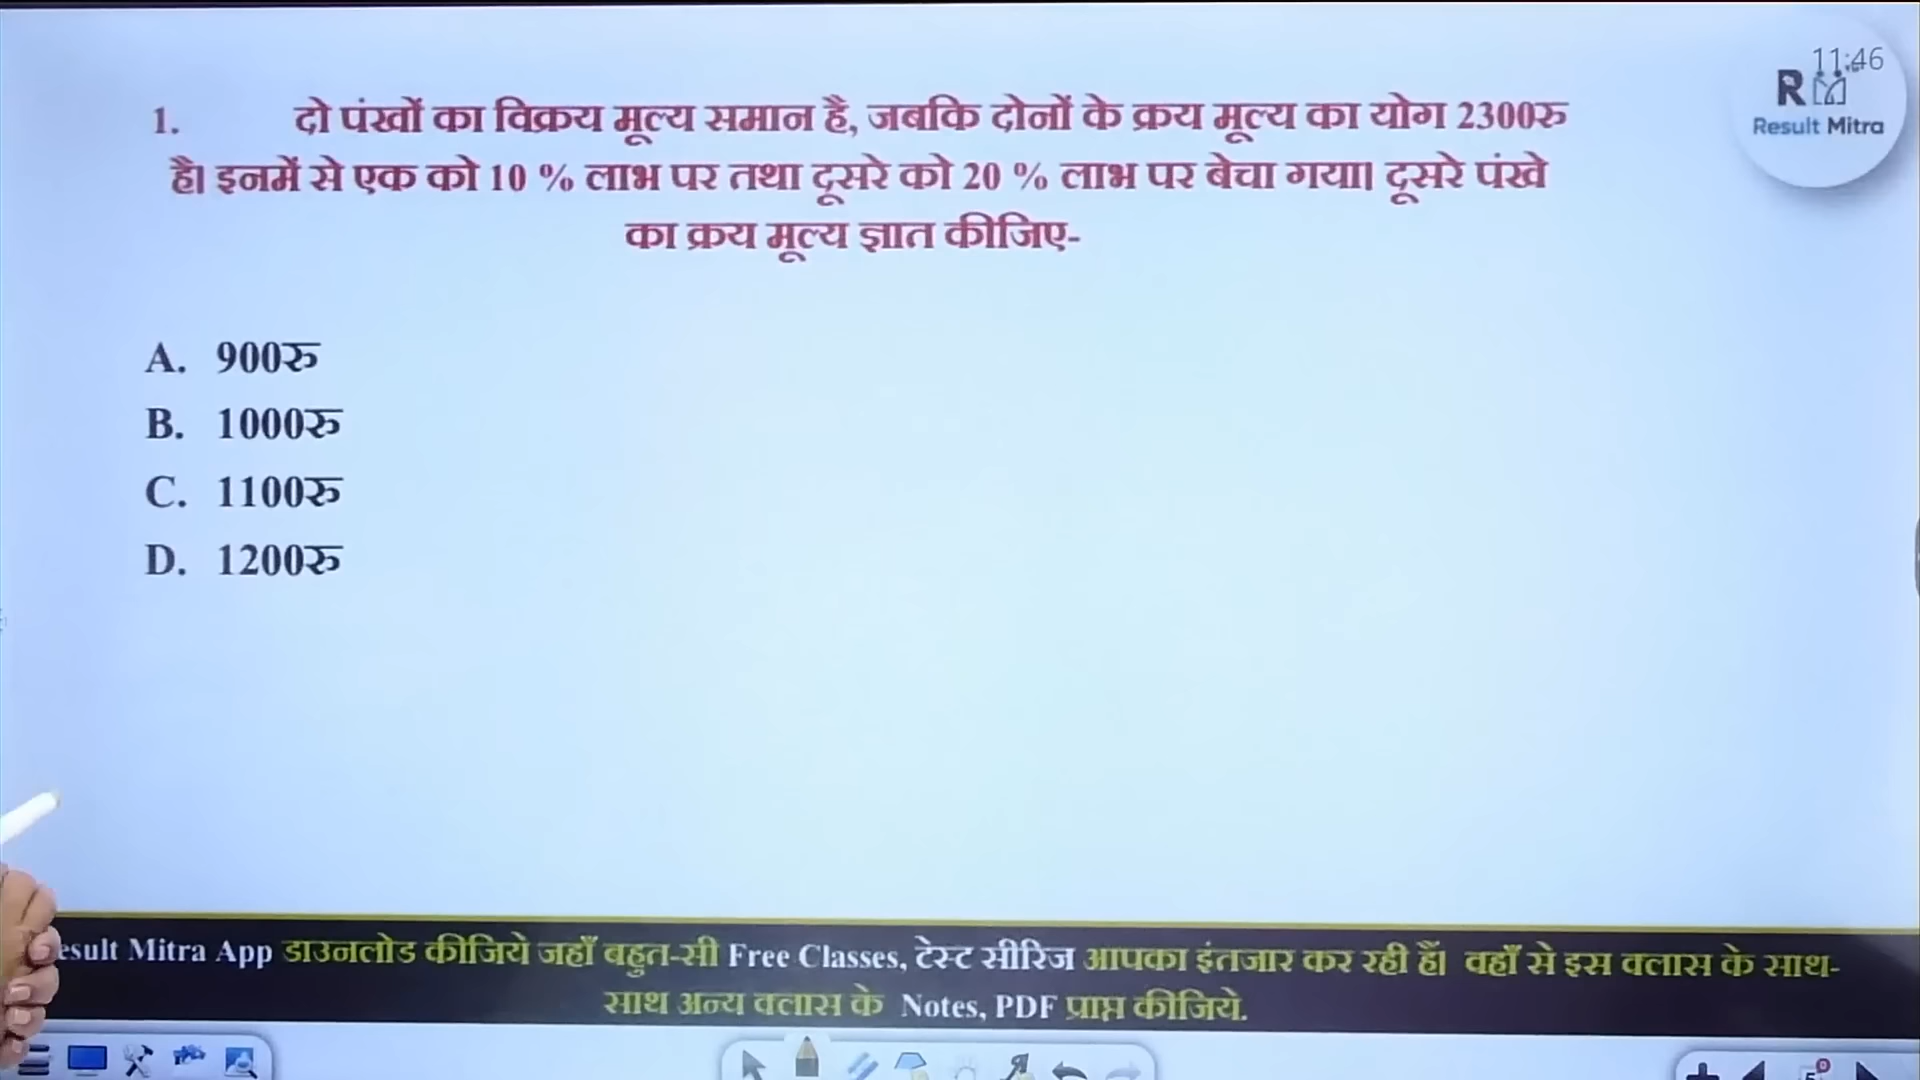 11:46
Result Mitra
1. दो पंखों का विक्रय मूल्य समान है, जबकि दोनों के क्रय मूल्य का योग 2300रु
है। इनमें से एक को 10 % लाभ पर तथा दूसरे को 20 % लाभ पर बेचा गया। दूसरे पंखे
का क्रय मूल्य ज्ञात कीजिए-
A. 900रु
B. 1000रु
C. 1100रु
D. 1200रु
esult Mitra App डाउनलोड कीजिये जहाँ बहुत-सी Free Classes, टेस्ट सीरिज आपका इंतजार कर रही हैं। वहाँ से इस क्लास के साथ-
साथ अन्य क्लास के Notes, PDF प्राप्त कीजिये.